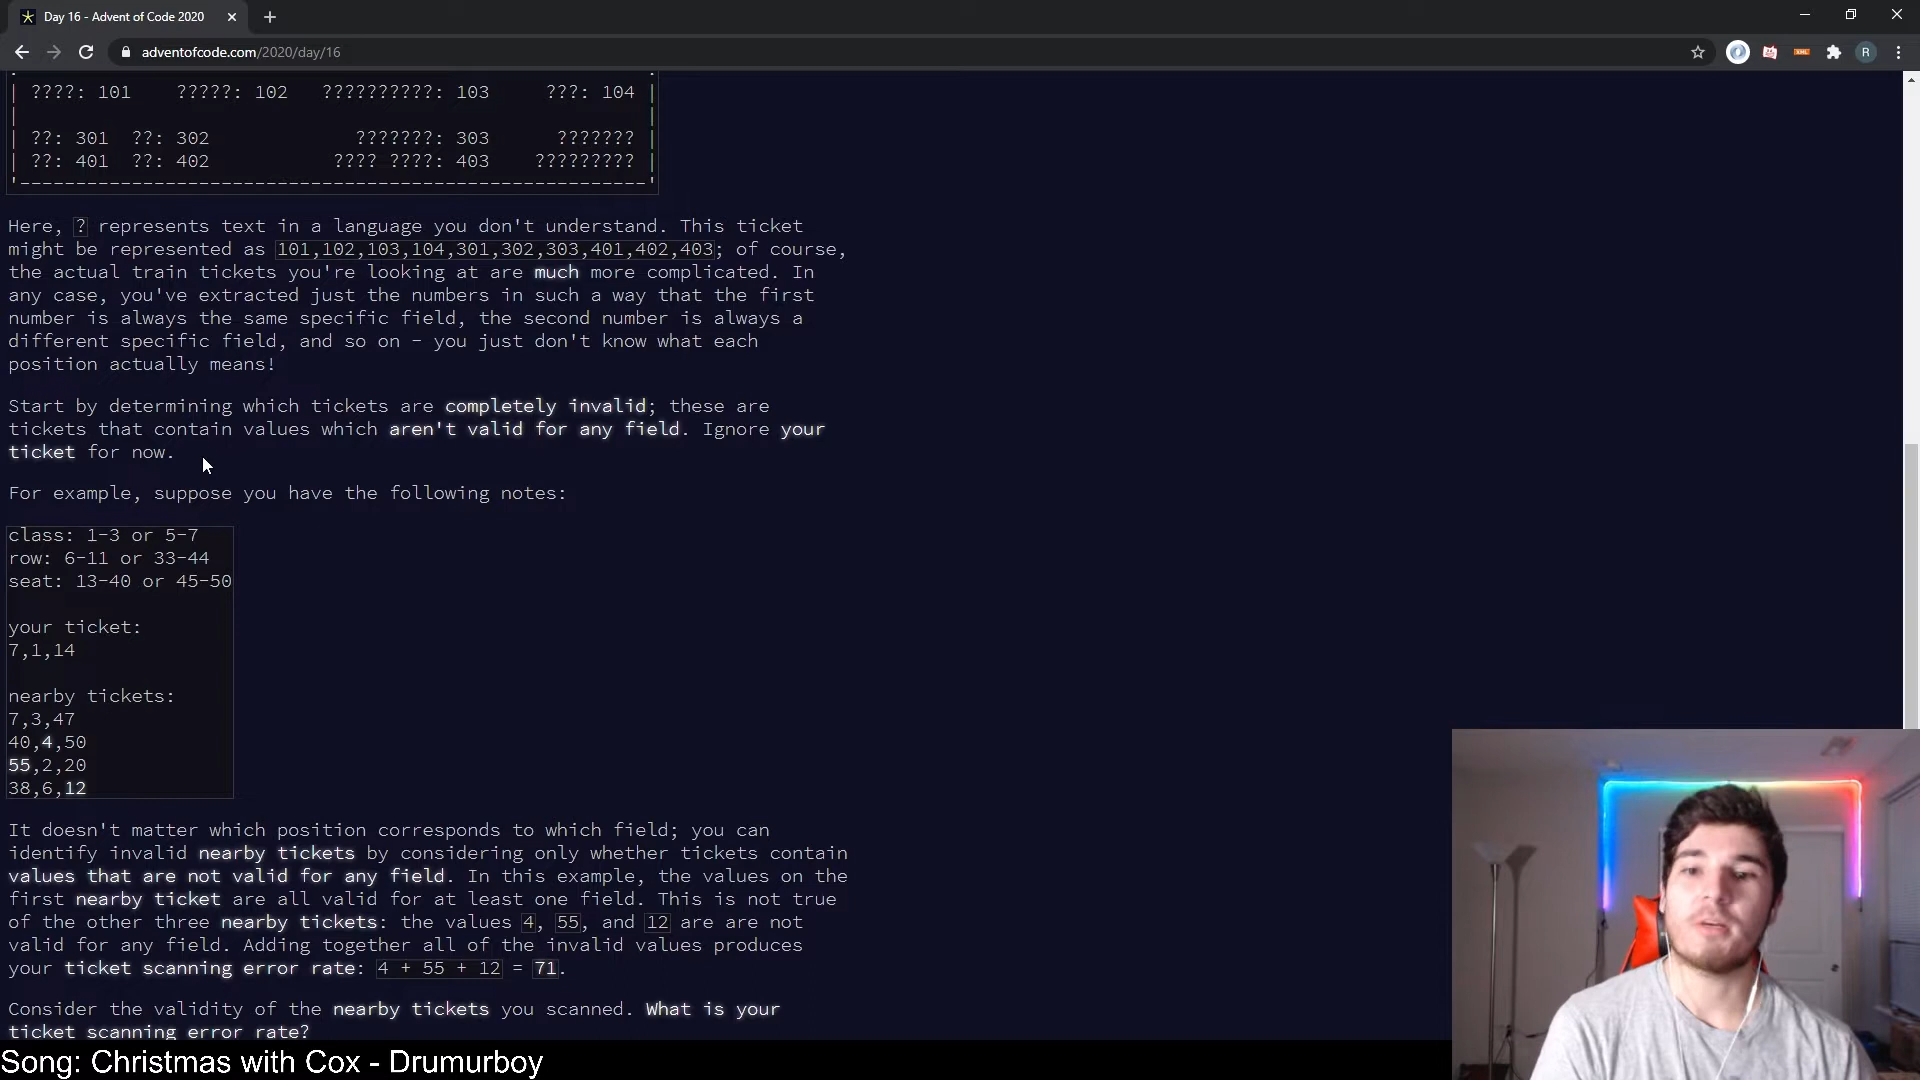 Day 16 - Advent of Code 2020
adventofcode.com/2020/day/16
R
| ????: 101 ?????: 102 ??????????: 103 ???: 104 |
| ??: 301 ??: 302 ???????: 303 ??????? |
| ??: 401 ??: 402 ???? ????: 403 ????????? |
Here, ? represents text in a language you don't understand. This ticket
might be represented as 101,102,103,104,301,302,303,401,402,403; of course,
the actual train tickets you're looking at are much more complicated. In
any case, you've extracted just the numbers in such a way that the first
number is always the same specific field, the second number is always a
different specific field, and so on - you just don't know what each
position actually means!
Start by determining which tickets are completely invalid; these are
tickets that contain values which aren't valid for any field. Ignore your
ticket for now.
For example, suppose you have the following notes:
class: 1-3 or 5-7
row: 6-11 or 33-44
seat: 13-40 or 45-50
your ticket:
7,1,14
nearby tickets:
7,3,47
40,4,50
55,2,20
38,6,12
It doesn't matter which position corresponds to which field; you can
identify invalid nearby tickets by considering only whether tickets contain
values that are not valid for any field. In this example, the values on the
first nearby ticket are all valid for at least one field. This is not true
of the other three nearby tickets: the values 4, 55, and 12 are are not
valid for any field. Adding together all of the invalid values produces
your ticket scanning error rate: 4 + 55 + 12 = 71.
Consider the validity of the nearby tickets you scanned. What is your
ticket scanning error rate?
Song: Christmas with Cox - Drumurboy